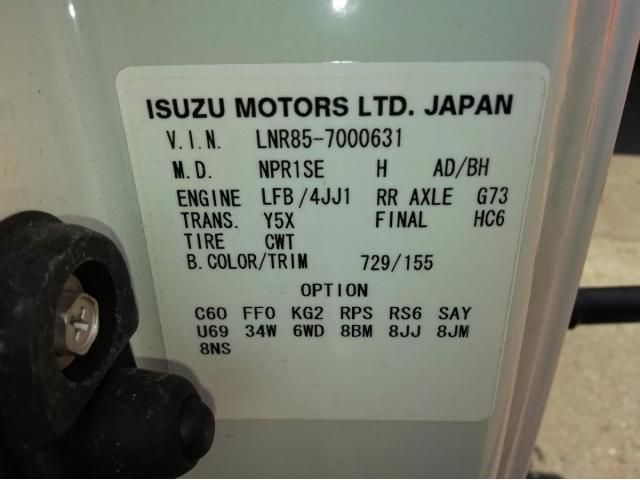 ISUZU MOTORS LTD. JAPAN
V.I.N. LNR85-7000631
M.D. NPR1SE H AD/BH
ENGINE LFB/4JJ1 RR AXLE G73
TRANS. Y5X FINAL HC6
TIRE CWT
B.COLOR/TRIM 729/155
OPTION
C60 FF0 KG2 RPS RS6 SAY
U69 34W 6WD 8BM 8JJ 8JM
8NS